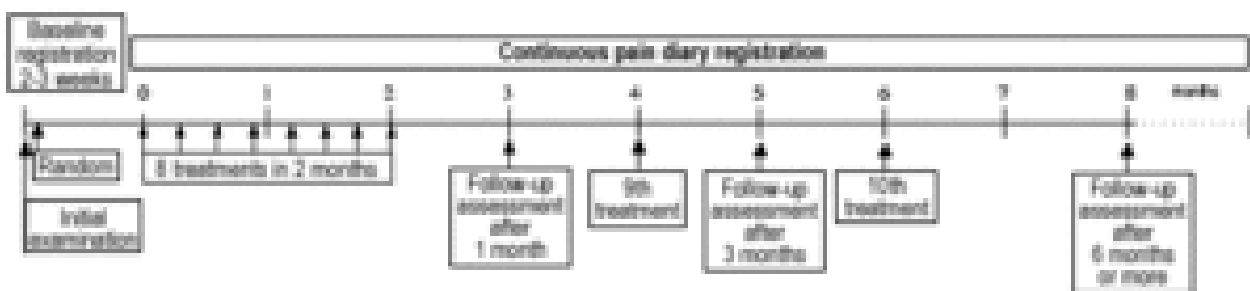 Baseline
registration
2-3 weeks
Continuous pain diary registration
0 1 2 3 4 5 6 7 8 months
Random
8 treatments in 2 months
Initial
examination
Follow-up
assessment
after
1 month
9th
treatment
Follow-up
assessment
after
3 months
10th
treatment
Follow-up
assessment
after
6 months
or more